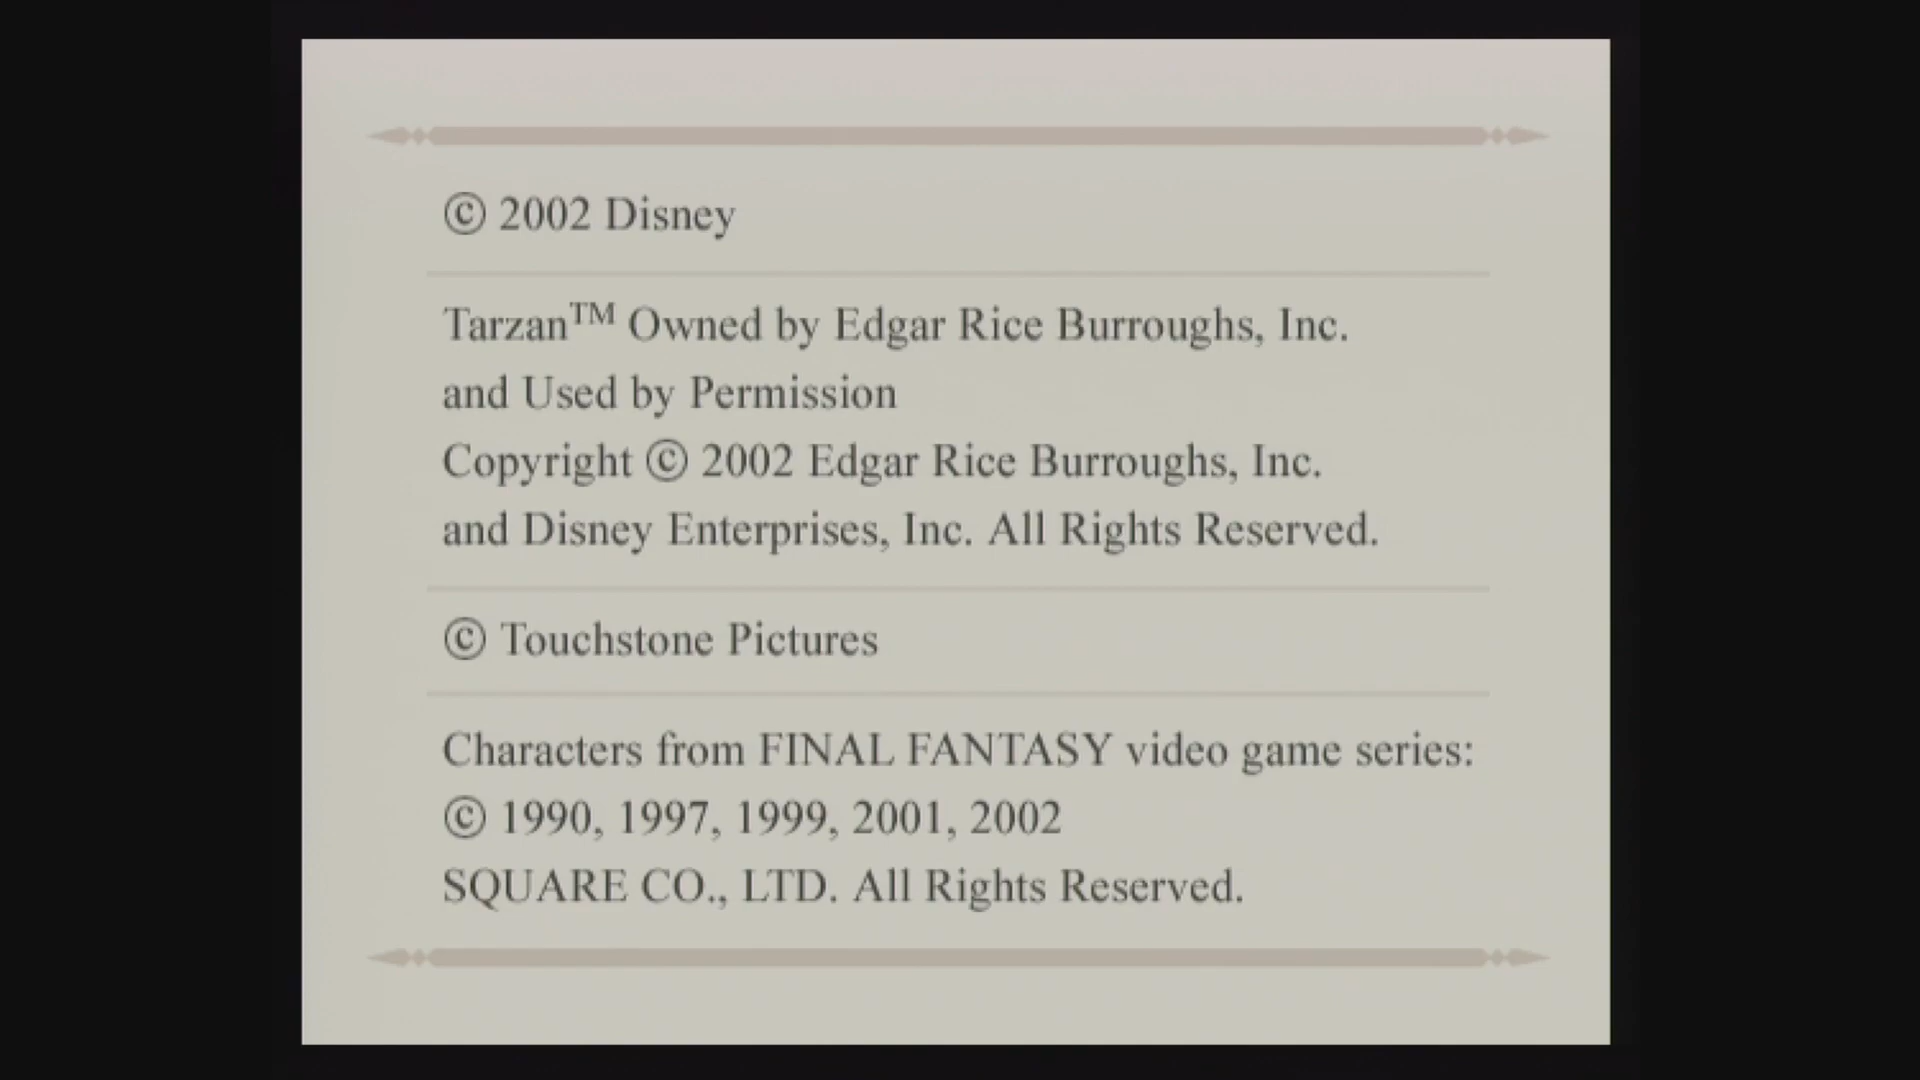 © 2002 Disney
Tarzan™ Owned by Edgar Rice Burroughs, Inc.
and Used by Permission
Copyright © 2002 Edgar Rice Burroughs, Inc.
and Disney Enterprises, Inc. All Rights Reserved.
© Touchstone Pictures
Characters from FINAL FANTASY video game series:
© 1990, 1997, 1999, 2001, 2002
SQUARE CO., LTD. All Rights Reserved.